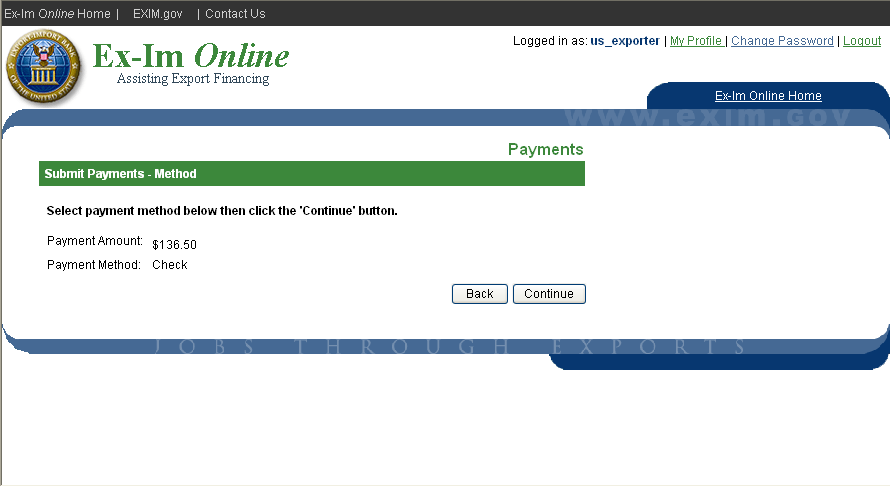 Ex-Im Online Home | EXIM.gov | Contact Us
EXPORT-IMPORT BANK
OF THE UNITED STATES
Ex-Im Online
Assisting Export Financing
Logged in as: us_exporter | My Profile | Change Password | Logout
Ex-Im Online Home
www.exim.gov
Payments
Submit Payments - Method
Select payment method below then click the 'Continue' button.
Payment Amount: $136.50
Payment Method: Check
Back Continue
JOBS THROUGH EXPORTS